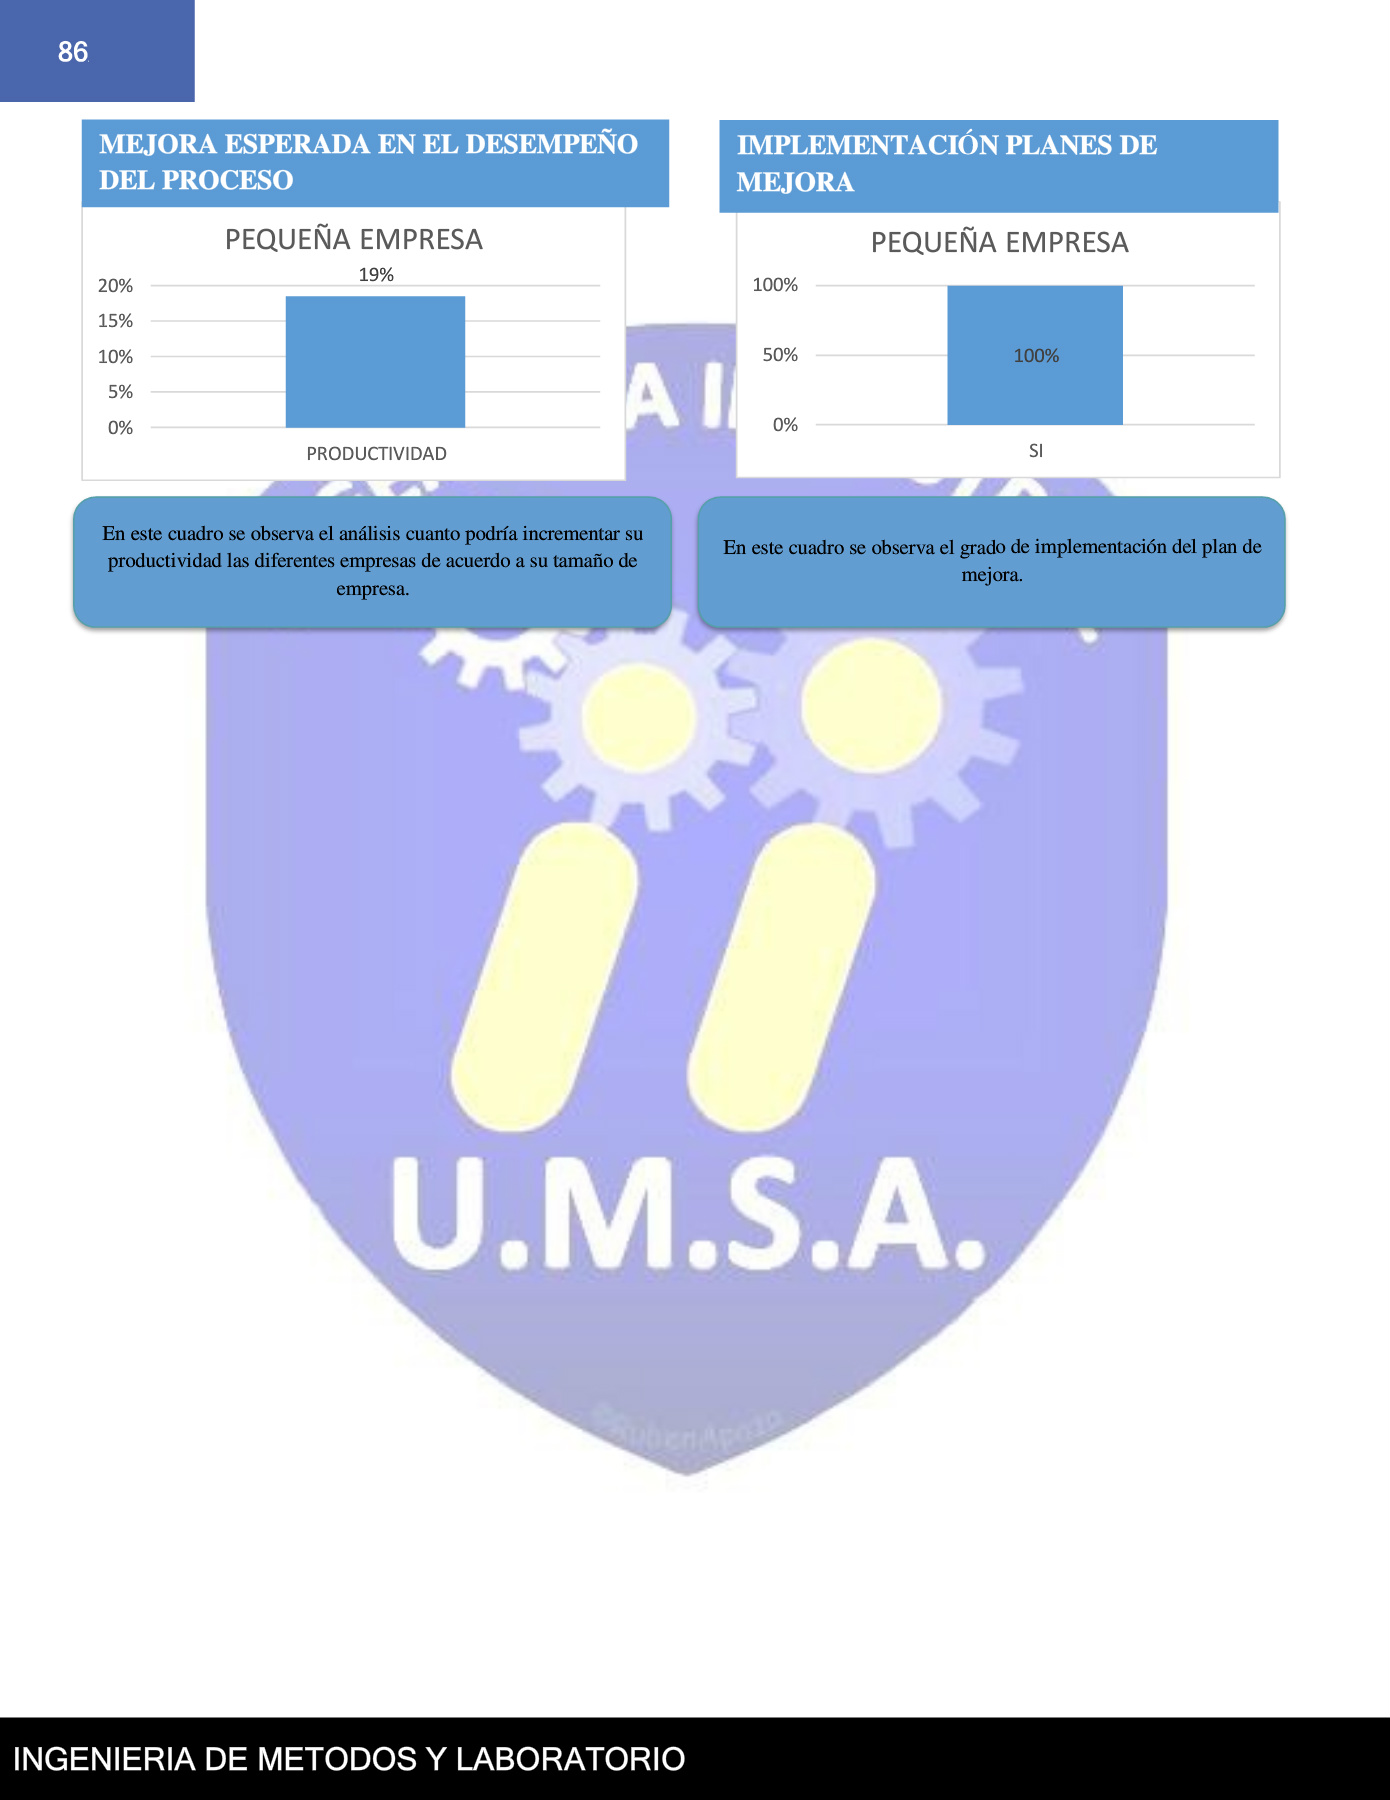 86
MEJORA ESPERADA EN EL DESEMPEÑO
DEL PROCESO
PEQUEÑA EMPRESA
19%
20%
15%
10%
5%
0%
PRODUCTIVIDAD
En este cuadro se observa el análisis cuanto podría incrementar su
productividad las diferentes empresas de acuerdo a su tamaño de
empresa.
IMPLEMENTACIÓN PLANES DE
MEJORA
PEQUEÑA EMPRESA
100%
50%
0%
100%
SI
En este cuadro se observa el grado de implementación del plan de
mejora.
U.M.S.A.
©RubenApaza
INGENIERIA DE METODOS Y LABORATORIO